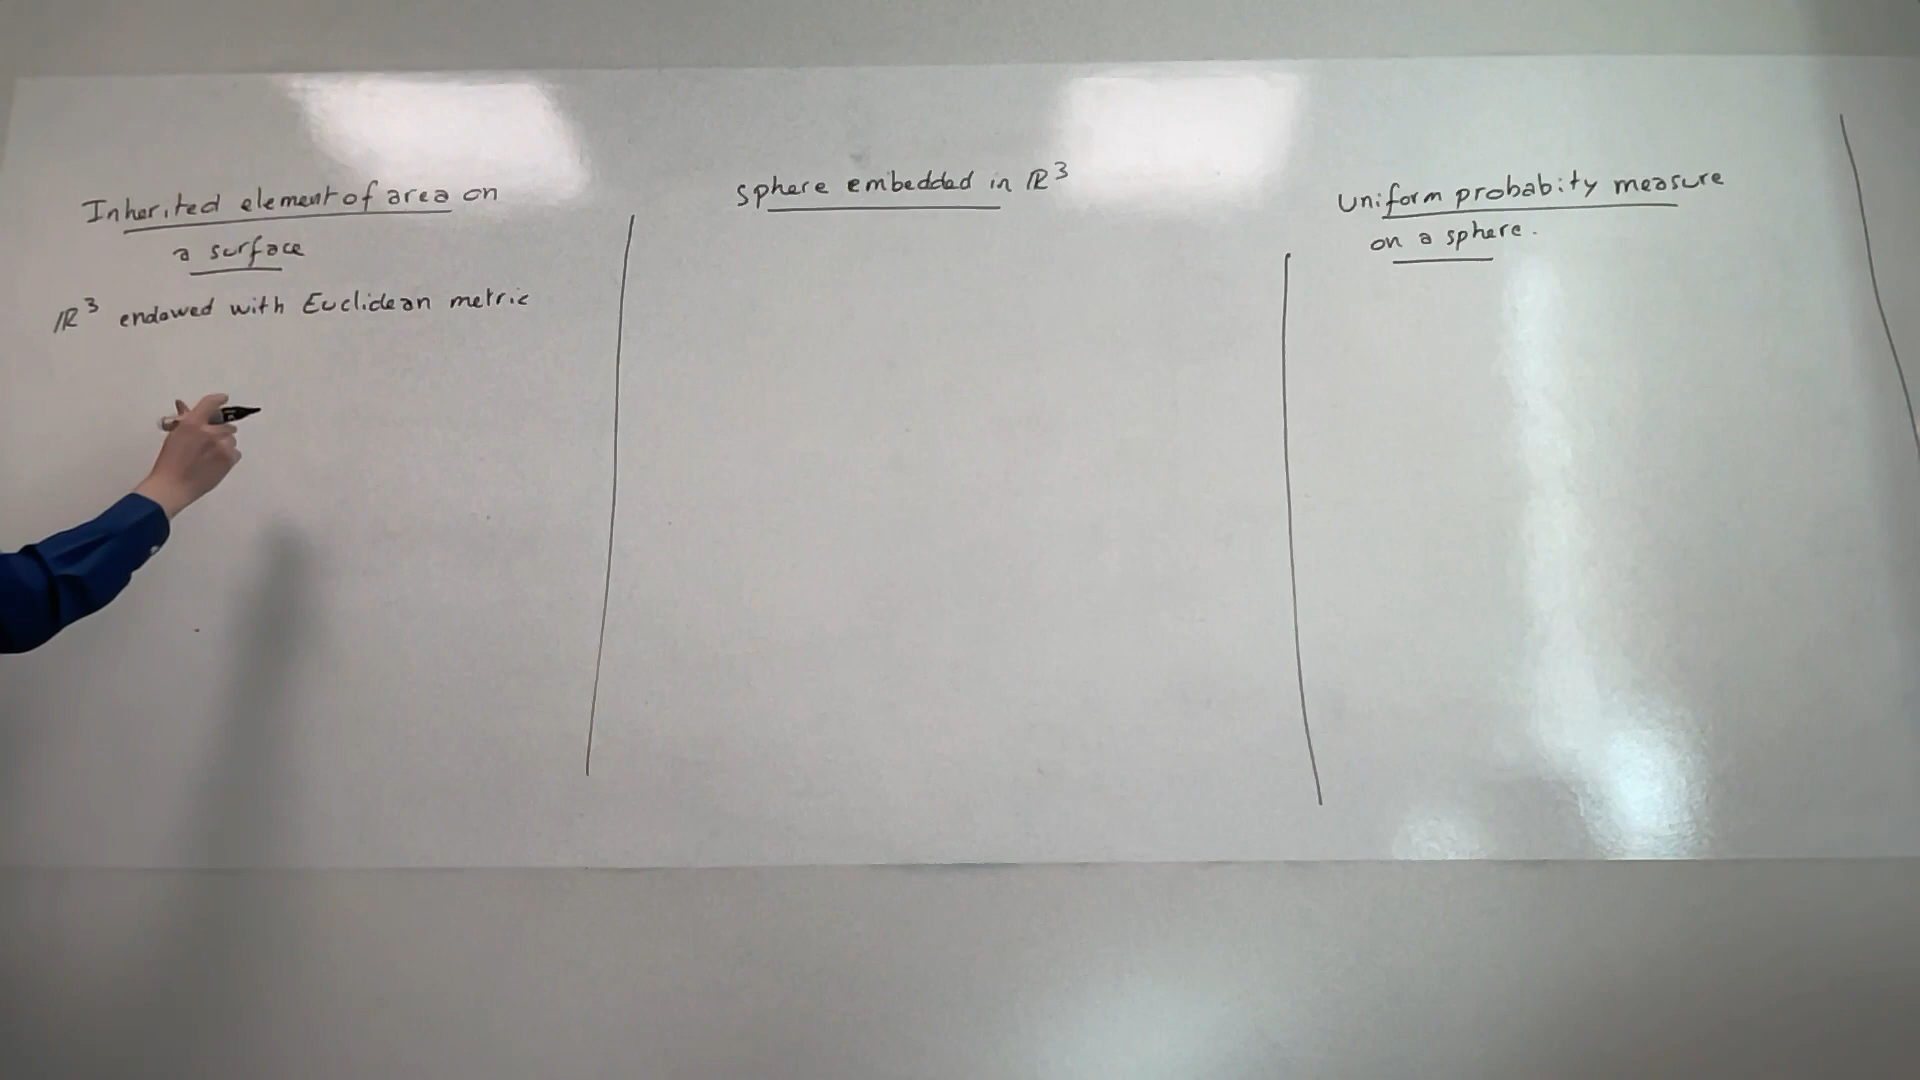 Inherited element of area on
a surface
ℝ³ endowed with Euclidean metric
sphere embedded in ℝ³
Uniform probabity measure
on a sphere.